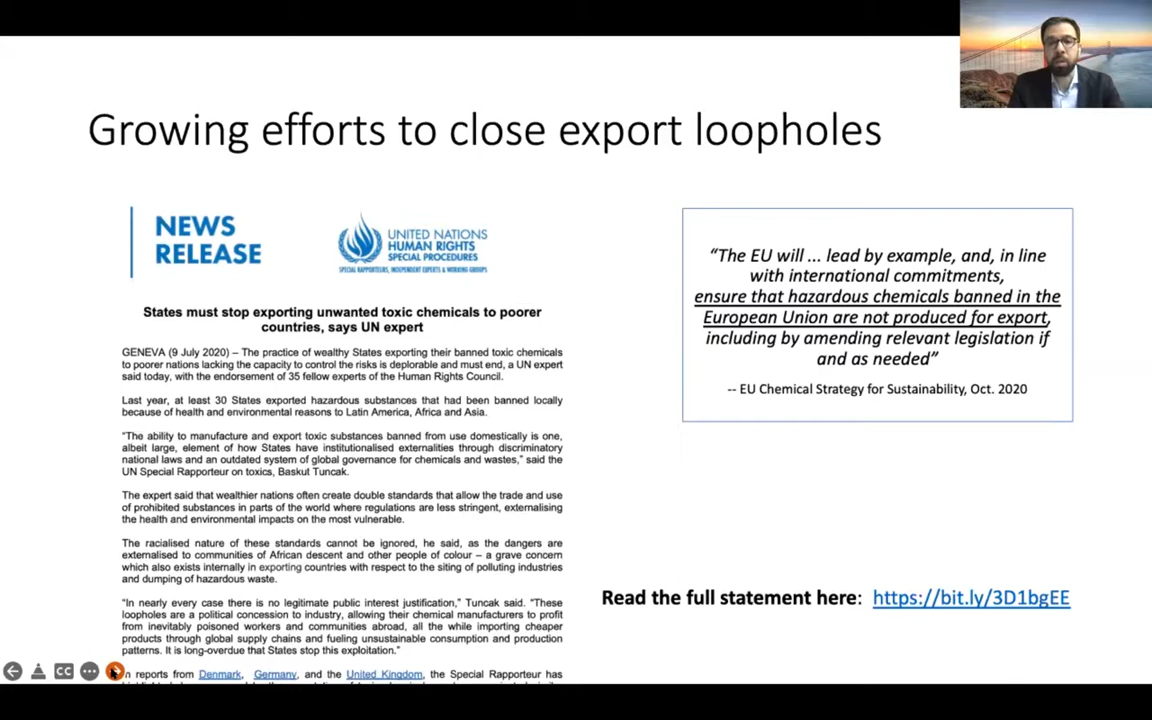 Growing efforts to close export loopholes
NEWS
RELEASE
UNITED NATIONS
HUMAN RIGHTS
SPECIAL PROCEDURES
SPECIAL RAPPORTEURS, INDEPENDENT EXPERTS & WORKING GROUPS
States must stop exporting unwanted toxic chemicals to poorer
countries, says UN expert
GENEVA (9 July 2020) – The practice of wealthy States exporting their banned toxic chemicals
to poorer nations lacking the capacity to control the risks is deplorable and must end, a UN expert
said today, with the endorsement of 35 fellow experts of the Human Rights Council.
Last year, at least 30 States exported hazardous substances that had been banned locally
because of health and environmental reasons to Latin America, Africa and Asia.
"The ability to manufacture and export toxic substances banned from use domestically is one,
albeit large, element of how States have institutionalised externalities through discriminatory
national laws and an outdated system of global governance for chemicals and wastes," said the
UN Special Rapporteur on toxics, Baskut Tuncak.
The expert said that wealthier nations often create double standards that allow the trade and use
of prohibited substances in parts of the world where regulations are less stringent, externalising
the health and environmental impacts on the most vulnerable.
The racialised nature of these standards cannot be ignored, he said, as the dangers are
externalised to communities of African descent and other people of colour – a grave concern
which also exists internally in exporting countries with respect to the siting of polluting industries
and dumping of hazardous waste.
"In nearly every case there is no legitimate public interest justification," Tuncak said. "These
loopholes are a political concession to industry, allowing their chemical manufacturers to profit
from inevitably poisoned workers and communities abroad, all the while importing cheaper
products through global supply chains and fueling unsustainable consumption and production
patterns. It is long-overdue that States stop this exploitation."
n reports from Denmark, Germany, and the United Kingdom, the Special Rapporteur has
“The EU will ... lead by example, and, in line
with international commitments,
ensure that hazardous chemicals banned in the
European Union are not produced for export,
including by amending relevant legislation if
and as needed”
-- EU Chemical Strategy for Sustainability, Oct. 2020
Read the full statement here: https://bit.ly/3D1bgEE
CC